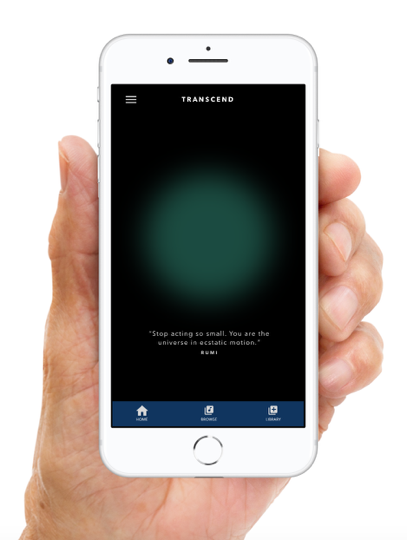 TRANSCEND
"Stop acting so small. You are the
universe in ecstatic motion."
RUMI
HOME
BROWSE
LIBRARY